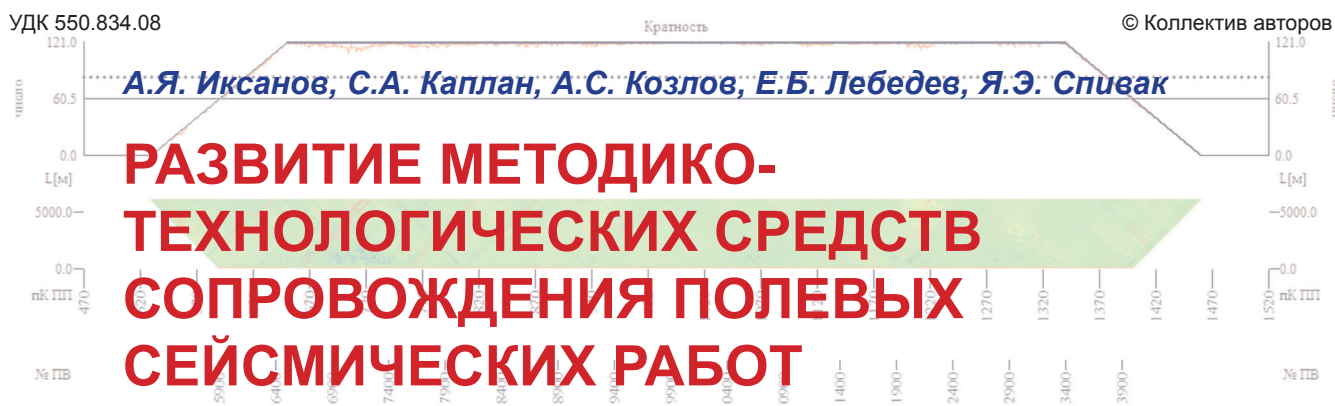 УДК 550.834.08 © Коллектив авторов
Кратность
121.0 121.0
число
А.Я. Иксанов, С.А. Каплан, А.С. Козлов, Е.Б. Лебедев, Я.Э. Спивак
60.5 60.5
0.0 0.0
РАЗВИТИЕ МЕТОДИКО-
L[м] L[м]
5000.0 5000.0
ТЕХНОЛОГИЧЕСКИХ СРЕДСТВ
0.0 0.0
СОПРОВОЖДЕНИЯ ПОЛЕВЫХ
пК ПП 470 1270 1320 1370 1420 1470 1520 пК ПП
СЕЙСМИЧЕСКИХ РАБОТ
№ ПВ 1400 1900 2400 2900 3400 3900 № ПВ